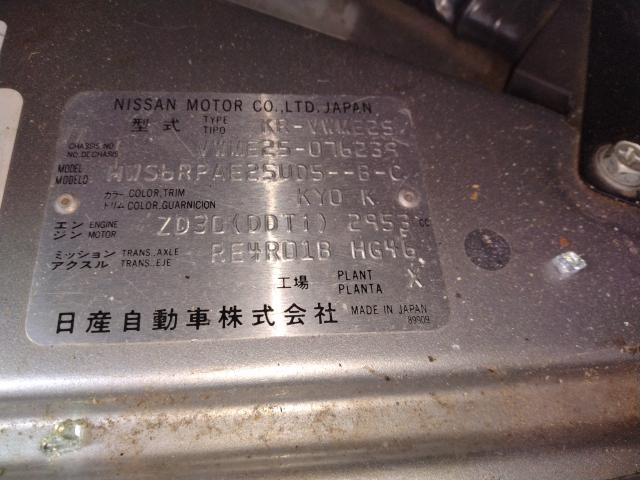 NISSAN MOTOR CO.,LTD.JAPAN
型式 TYPE TIPO KR-VWME25
CHASSIS NO NO.DE CHASIS VWME25-076239
MODEL MODELO
カラー COLOR,TRIM トリム COLOR,GUARNICION KYO K
エンジン ENGINE MOTOR ZD30(DDTI) 2953 CC
ミッション TRANS.,AXLE アクスル TRANS.,EJE RE4R01B HG46
工場 PLANT PLANTA X
日産自動車株式会社 MADE IN JAPAN
89909